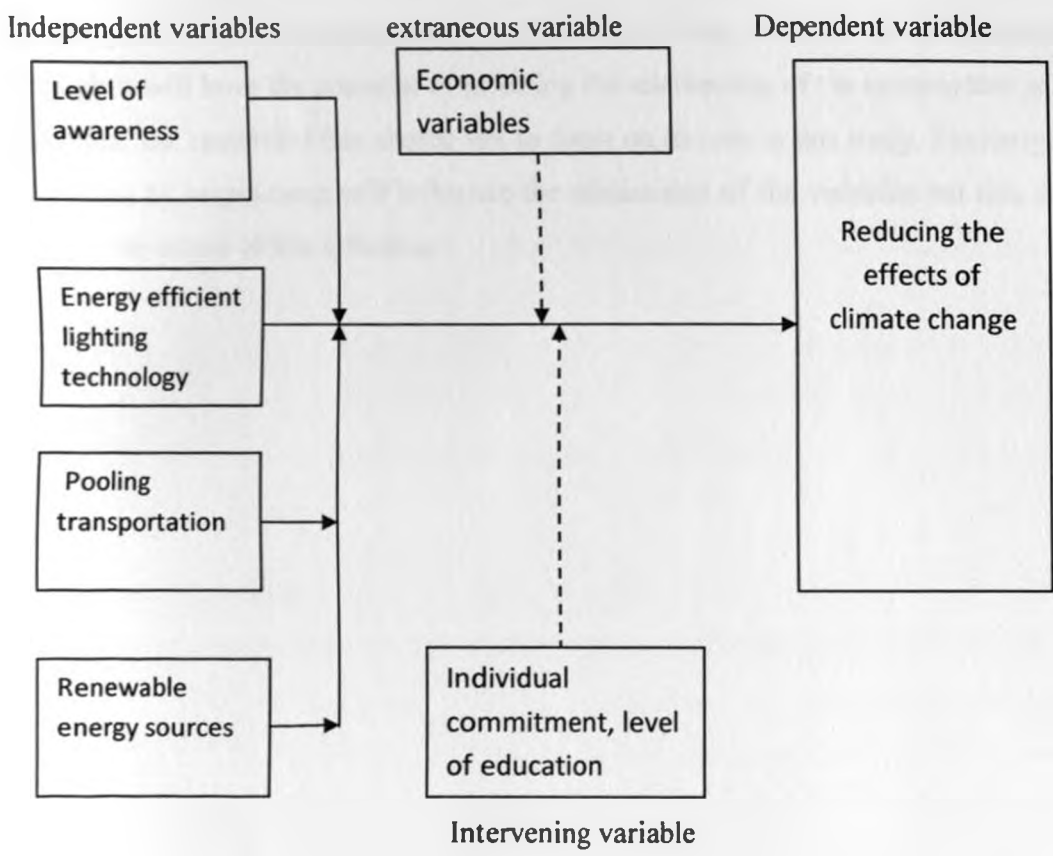 Independent variables
extraneous variable
Dependent variable
Level of
awareness
Economic
variables
Energy efficient
lighting
technology
Reducing the
effects of
climate change
Pooling
transportation
Renewable
energy sources
Individual
commitment, level
of education
Intervening variable